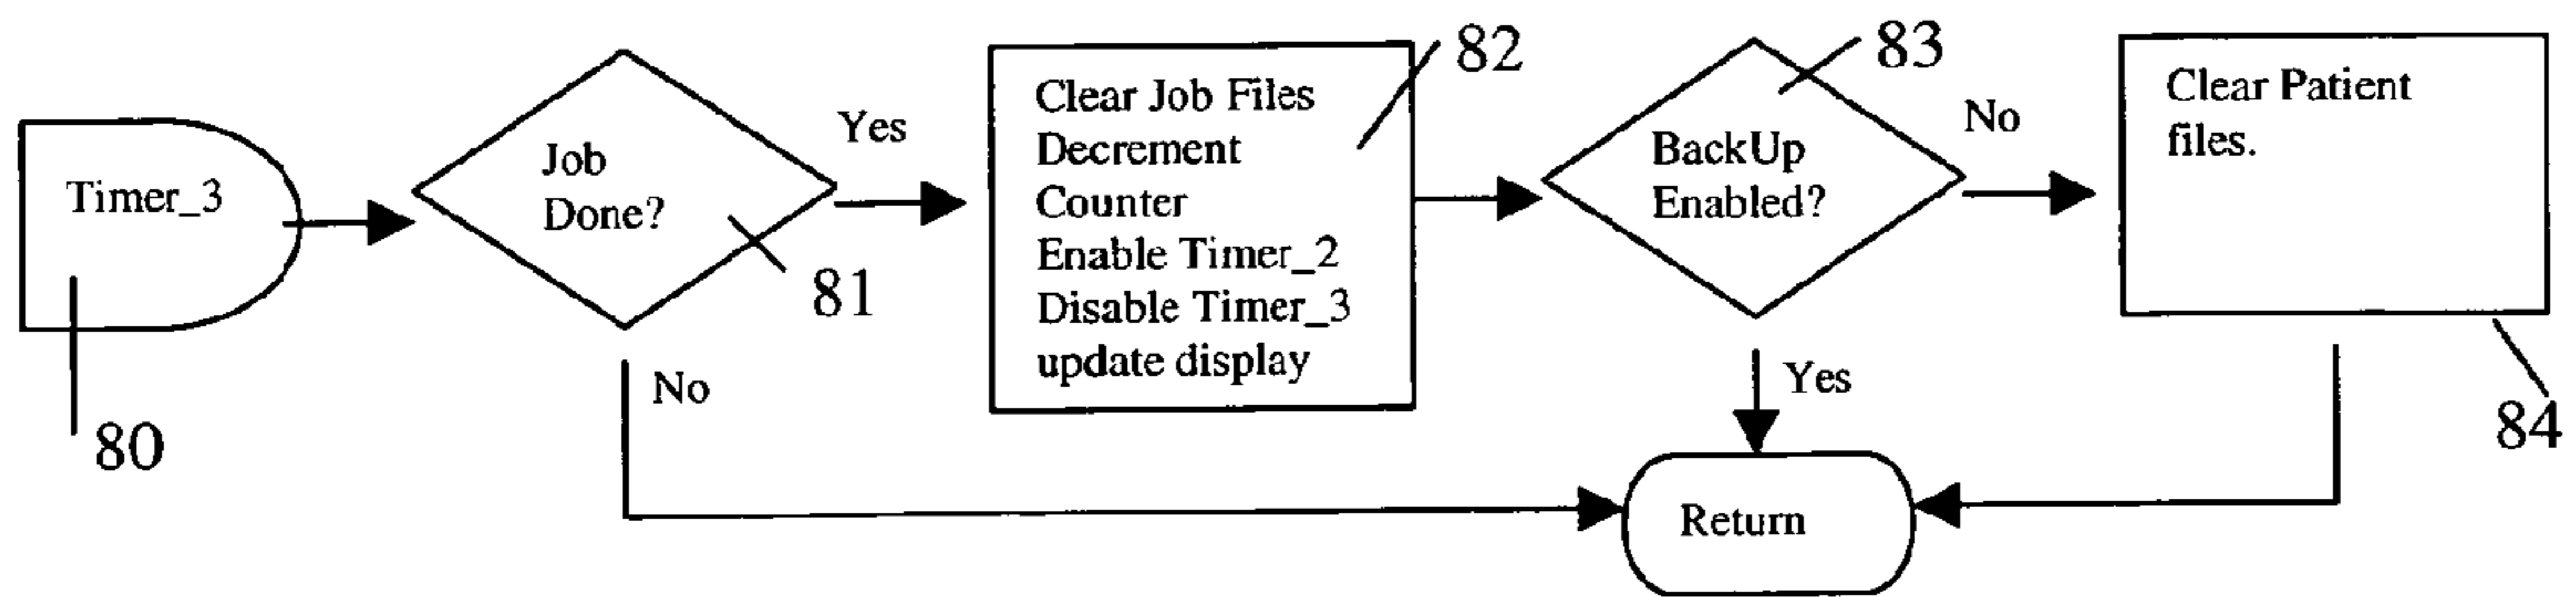 Timer_3
80
Job
Done?
81
Yes
No
Clear Job Files
Decrement
Counter
Enable Timer_2
Disable Timer_3
update display
82
BackUp
Enabled?
83
No
Yes
Clear Patient
files.
84
Return